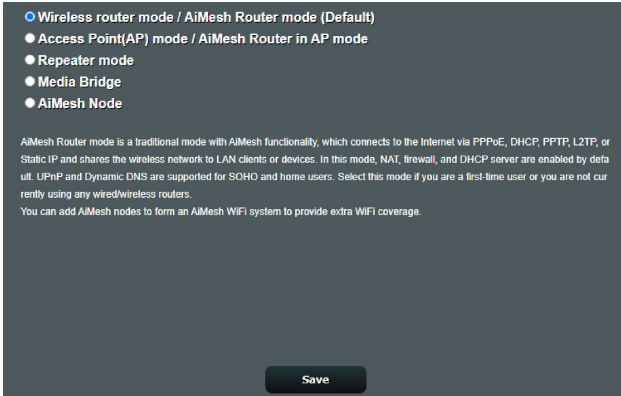 Wireless router mode / AiMesh Router mode (Default)
Access Point(AP) mode / AiMesh Router in AP mode
Repeater mode
Media Bridge
AiMesh Node
AiMesh Router mode is a traditional mode with AiMesh functionality, which connects to the Internet via PPPoE, DHCP, PPTP, L2TP, or
Static IP and shares the wireless network to LAN clients or devices. In this mode, NAT, firewall, and DHCP server are enabled by defa
ult. UPnP and Dynamic DNS are supported for SOHO and home users. Select this mode if you are a first-time user or you are not cur
rently using any wired/wireless routers.
You can add AiMesh nodes to form an AiMesh WiFi system to provide extra WiFi coverage.
Save